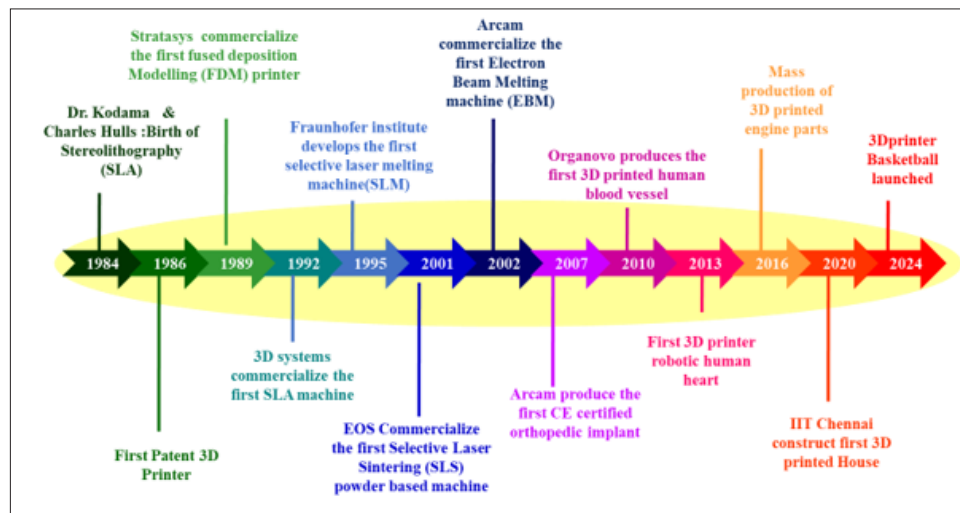 Stratasys commercialize
the first fused deposition
Modelling (FDM) printer
Arcam
commercialize the
first Electron
Beam Melting
machine (EBM)
Mass
production of
3D printed
engine parts
Dr. Kodama &
Charles Hulls :Birth of
Stereolithography
(SLA)
Fraunhofer institute
develops the first
selective laser melting
machine(SLM)
Organovo produces the
first 3D printed human
blood vessel
3Dprinter
Basketball
launched
1984
1986
1989
1992
1995
2001
2002
2007
2010
2013
2016
2020
2024
First Patent 3D
Printer
3D systems
commercialize the
first SLA machine
EOS Commercialize
the first Selective Laser
Sintering (SLS)
powder based machine
Arcam produce the
first CE certified
orthopedic implant
First 3D printer
robotic human
heart
IIT Chennai
construct first 3D
printed House